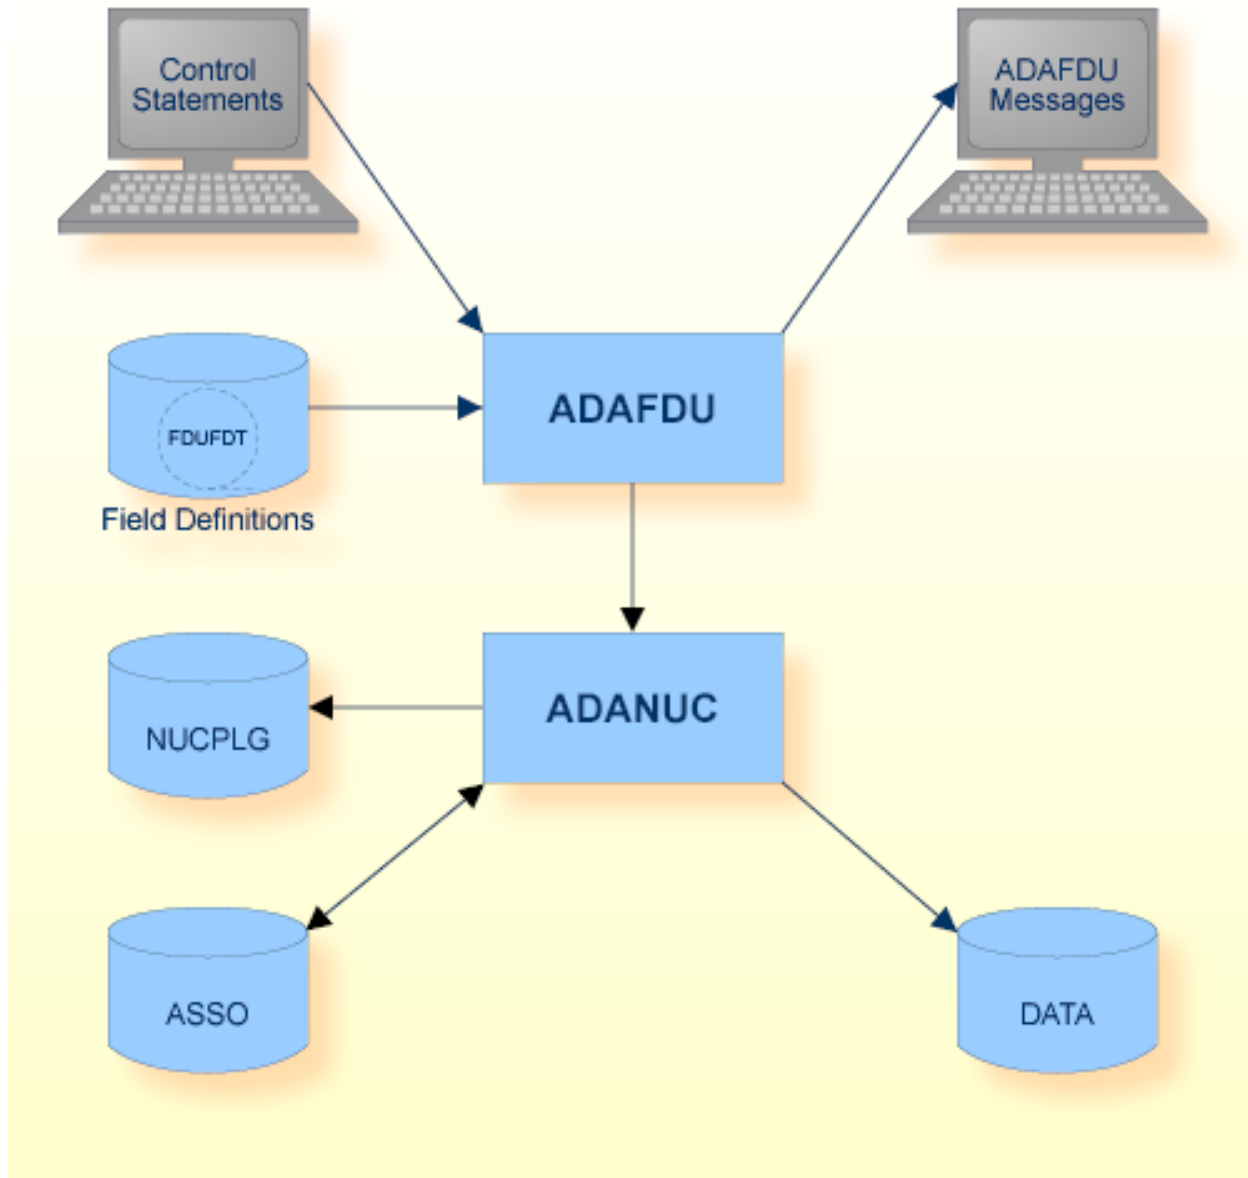 Control
Statements
ADAFDU
Messages
ADAFDU
FDUFDT
Field Definitions
ADANUC
NUCPLG
ASSO
DATA